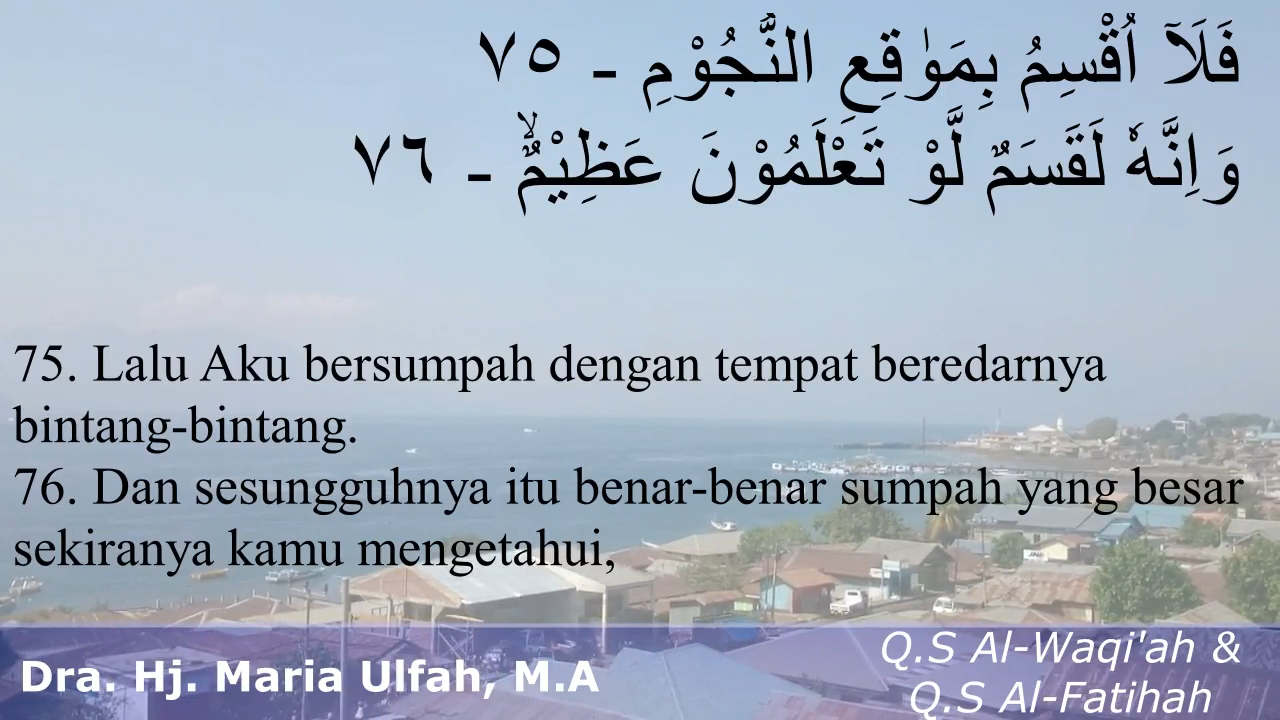 فَلَآ اُقْسِمُ بِمَوٰقِعِ النُّجُوْمِ - ٧٥
وَاِنَّهٗ لَقَسَمٌ لَّوْ تَعْلَمُوْنَ عَظِيْمٌۙ - ٧٦
75. Lalu Aku bersumpah dengan tempat beredarnya
bintang-bintang.
76. Dan sesungguhnya itu benar-benar sumpah yang besar
sekiranya kamu mengetahui,
Dra. Hj. Maria Ulfah, M.A
Q.S Al-Waqi'ah &
Q.S Al-Fatihah